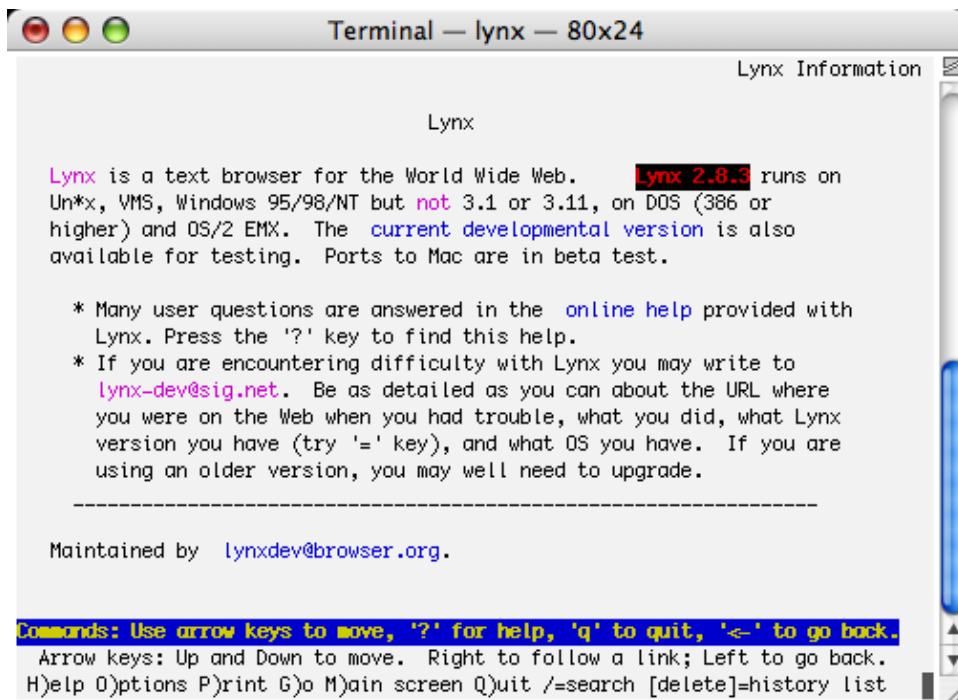 Terminal — lynx — 80x24
Lynx Information
Lynx
Lynx is a text browser for the World Wide Web. Lynx 2.8.3 runs on
Un*x, VMS, Windows 95/98/NT but not 3.1 or 3.11, on DOS (386 or
higher) and OS/2 EMX. The current developmental version is also
available for testing. Ports to Mac are in beta test.
* Many user questions are answered in the online help provided with
Lynx. Press the '?' key to find this help.
* If you are encountering difficulty with Lynx you may write to
lynx-dev@sig.net. Be as detailed as you can about the URL where
you were on the Web when you had trouble, what you did, what Lynx
version you have (try '=' key), and what OS you have. If you are
using an older version, you may well need to upgrade.
-----------------------------------------------------------------
Maintained by lynxdev@browser.org.
Commands: Use arrow keys to move, '?' for help, 'q' to quit, '<-' to go back.
Arrow keys: Up and Down to move. Right to follow a link; Left to go back.
H)elp O)ptions P)rint G)o M)ain screen Q)uit /=search [delete]=history list